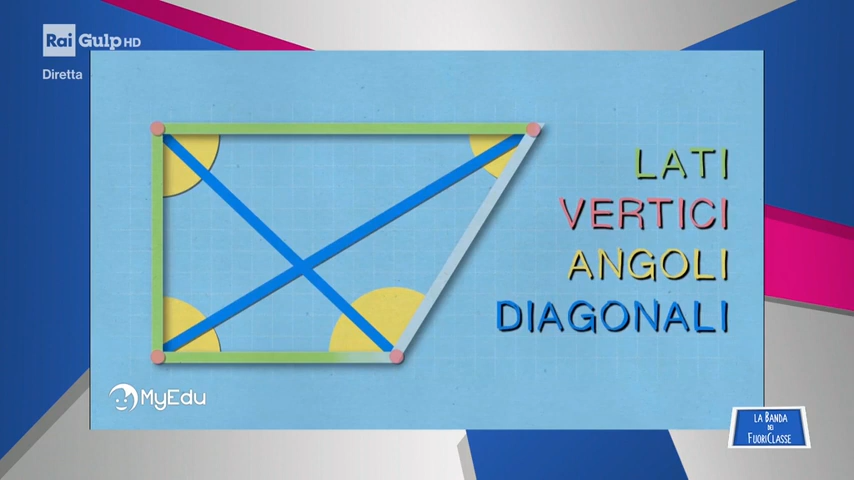 Rai Gulp HD
Diretta
LATI
VERTICI
ANGOLI
DIAGONALI
MyEdu
LA BANDA
DEI
FUORICLASSE